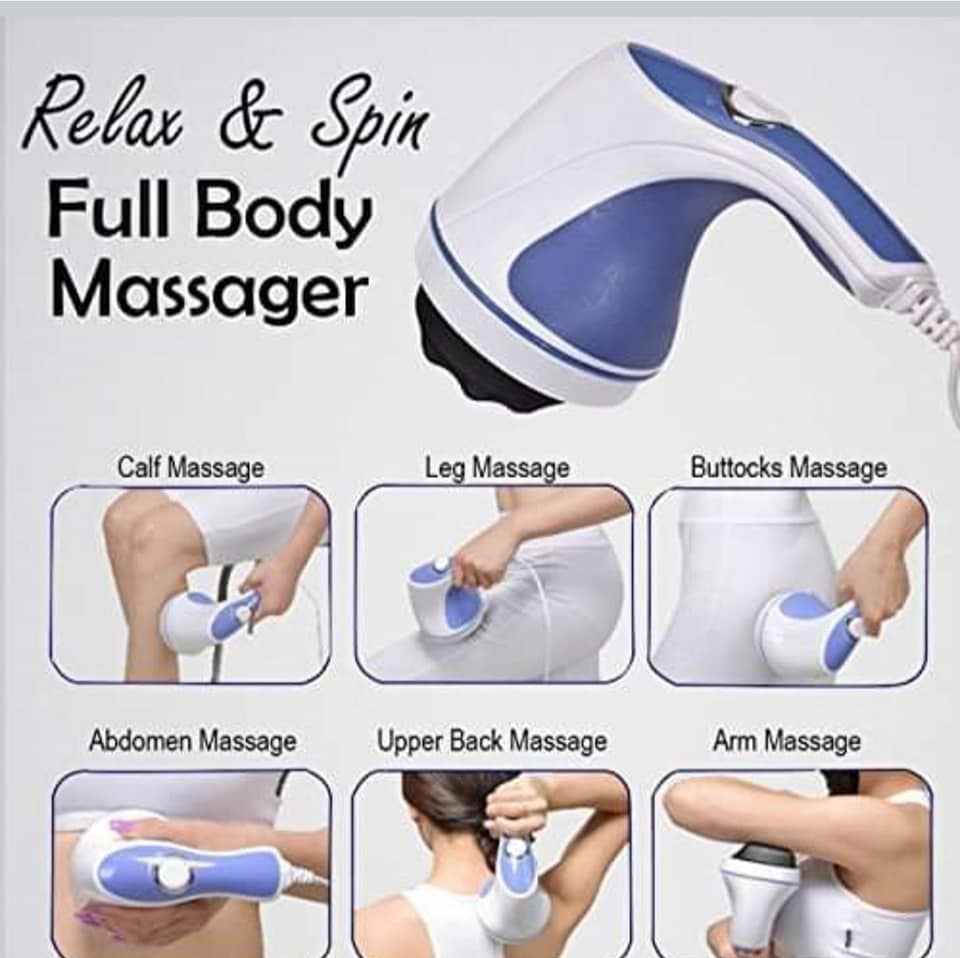 Relax & Spin
Full Body
Massager
Calf Massage
Leg Massage
Buttocks Massage
Abdomen Massage
Upper Back Massage
Arm Massage